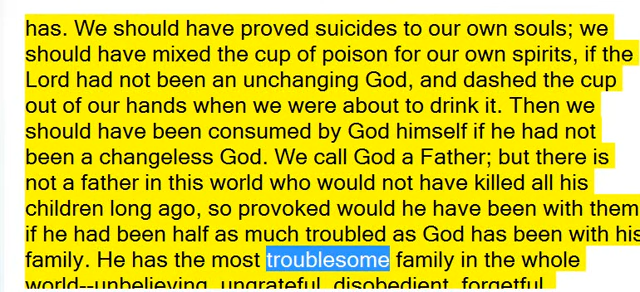 has. We should have proved suicides to our own souls; we
should have mixed the cup of poison for our own spirits, if the
Lord had not been an unchanging God, and dashed the cup
out of our hands when we were about to drink it. Then we
should have been consumed by God himself if he had not
been a changeless God. We call God a Father; but there is
not a father in this world who would not have killed all his
children long ago, so provoked would he have been with them
if he had been half as much troubled as God has been with his
family. He has the most troublesome family in the whole
world--unbelieving, ungrateful, disobedient, forgetful,